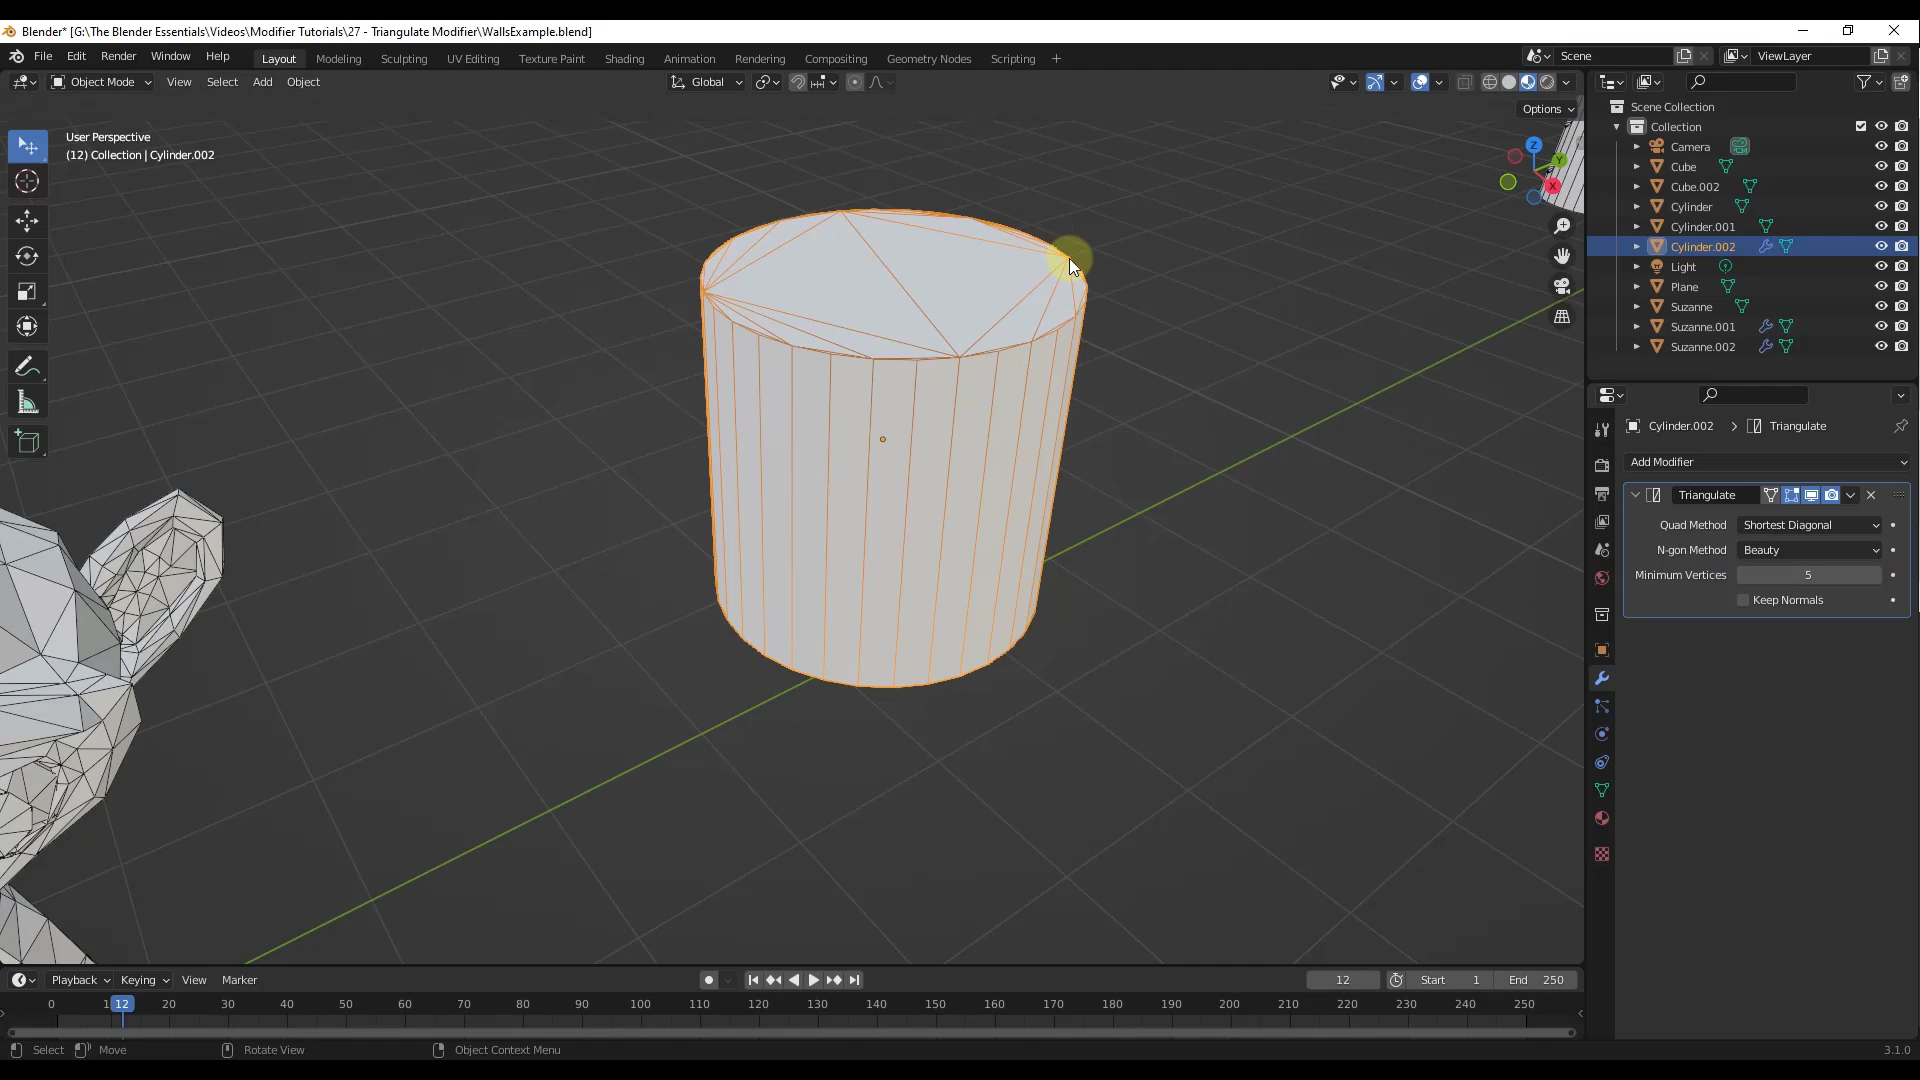 Blender* [G:\The Blender Essentials\Videos\Modifier Tutorials\27 - Triangulate Modifier\WallsExample.blend]
File Edit Render Window Help Layout Modeling Sculpting UV Editing Texture Paint Shading Animation Rendering Compositing Geometry Nodes Scripting + Scene ViewLayer
Object Mode View Select Add Object Global
Options
User Perspective
(12) Collection | Cylinder.002
Z
Y
X
Scene Collection
Collection
Camera
Cube
Cube.002
Cylinder
Cylinder.001
Cylinder.002
Light
Plane
Suzanne
Suzanne.001
Suzanne.002
Cylinder.002 > Triangulate
Add Modifier
Triangulate
Quad Method Shortest Diagonal
N-gon Method Beauty
Minimum Vertices 5
Keep Normals
Playback Keying View Marker 12 Start 1 End 250
0 1 12 20 30 40 50 60 70 80 90 100 110 120 130 140 150 160 170 180 190 200 210 220 230 240 250
Select Move Rotate View Object Context Menu 3.1.0